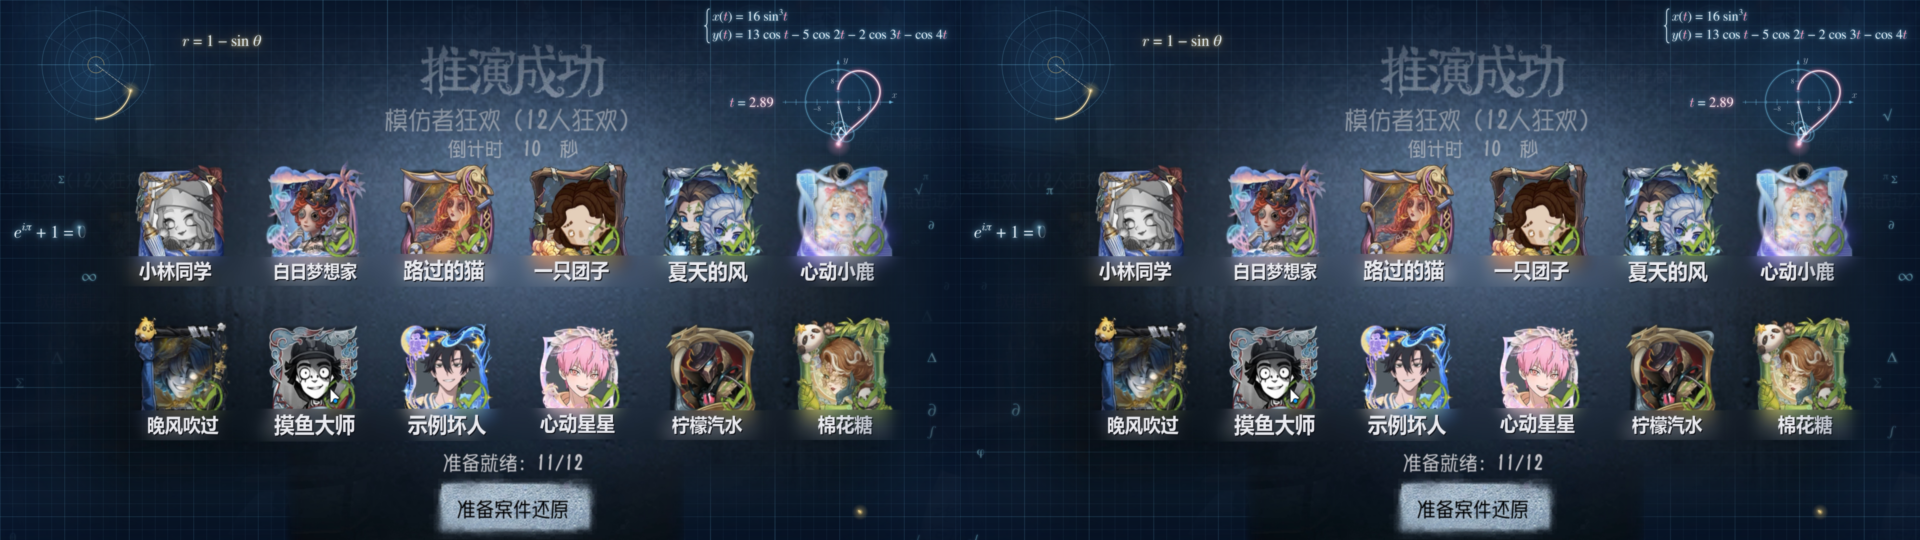 r = 1 − sin θ
x(t) = 16 sin³t
y(t) = 13 cos t − 5 cos 2t − 2 cos 3t − cos 4t
推演成功
模仿者狂欢（12人狂欢）
倒计时 10 秒
t = 2.89
y
x
e^{iπ} + 1 = 0
小林同学 白日梦想家 路过的猫 一只团子 夏天的风 心动小鹿
晚风吹过 摸鱼大师 示例坏人 心动星星 柠檬汽水 棉花糖
准备就绪：11/12
准备案件还原
r = 1 − sin θ
x(t) = 16 sin³t
y(t) = 13 cos t − 5 cos 2t − 2 cos 3t − cos 4t
推演成功
模仿者狂欢（12人狂欢）
倒计时 10 秒
t = 2.89
y
x
e^{iπ} + 1 = 0
小林同学 白日梦想家 路过的猫 一只团子 夏天的风 心动小鹿
晚风吹过 摸鱼大师 示例坏人 心动星星 柠檬汽水 棉花糖
准备就绪：11/12
准备案件还原